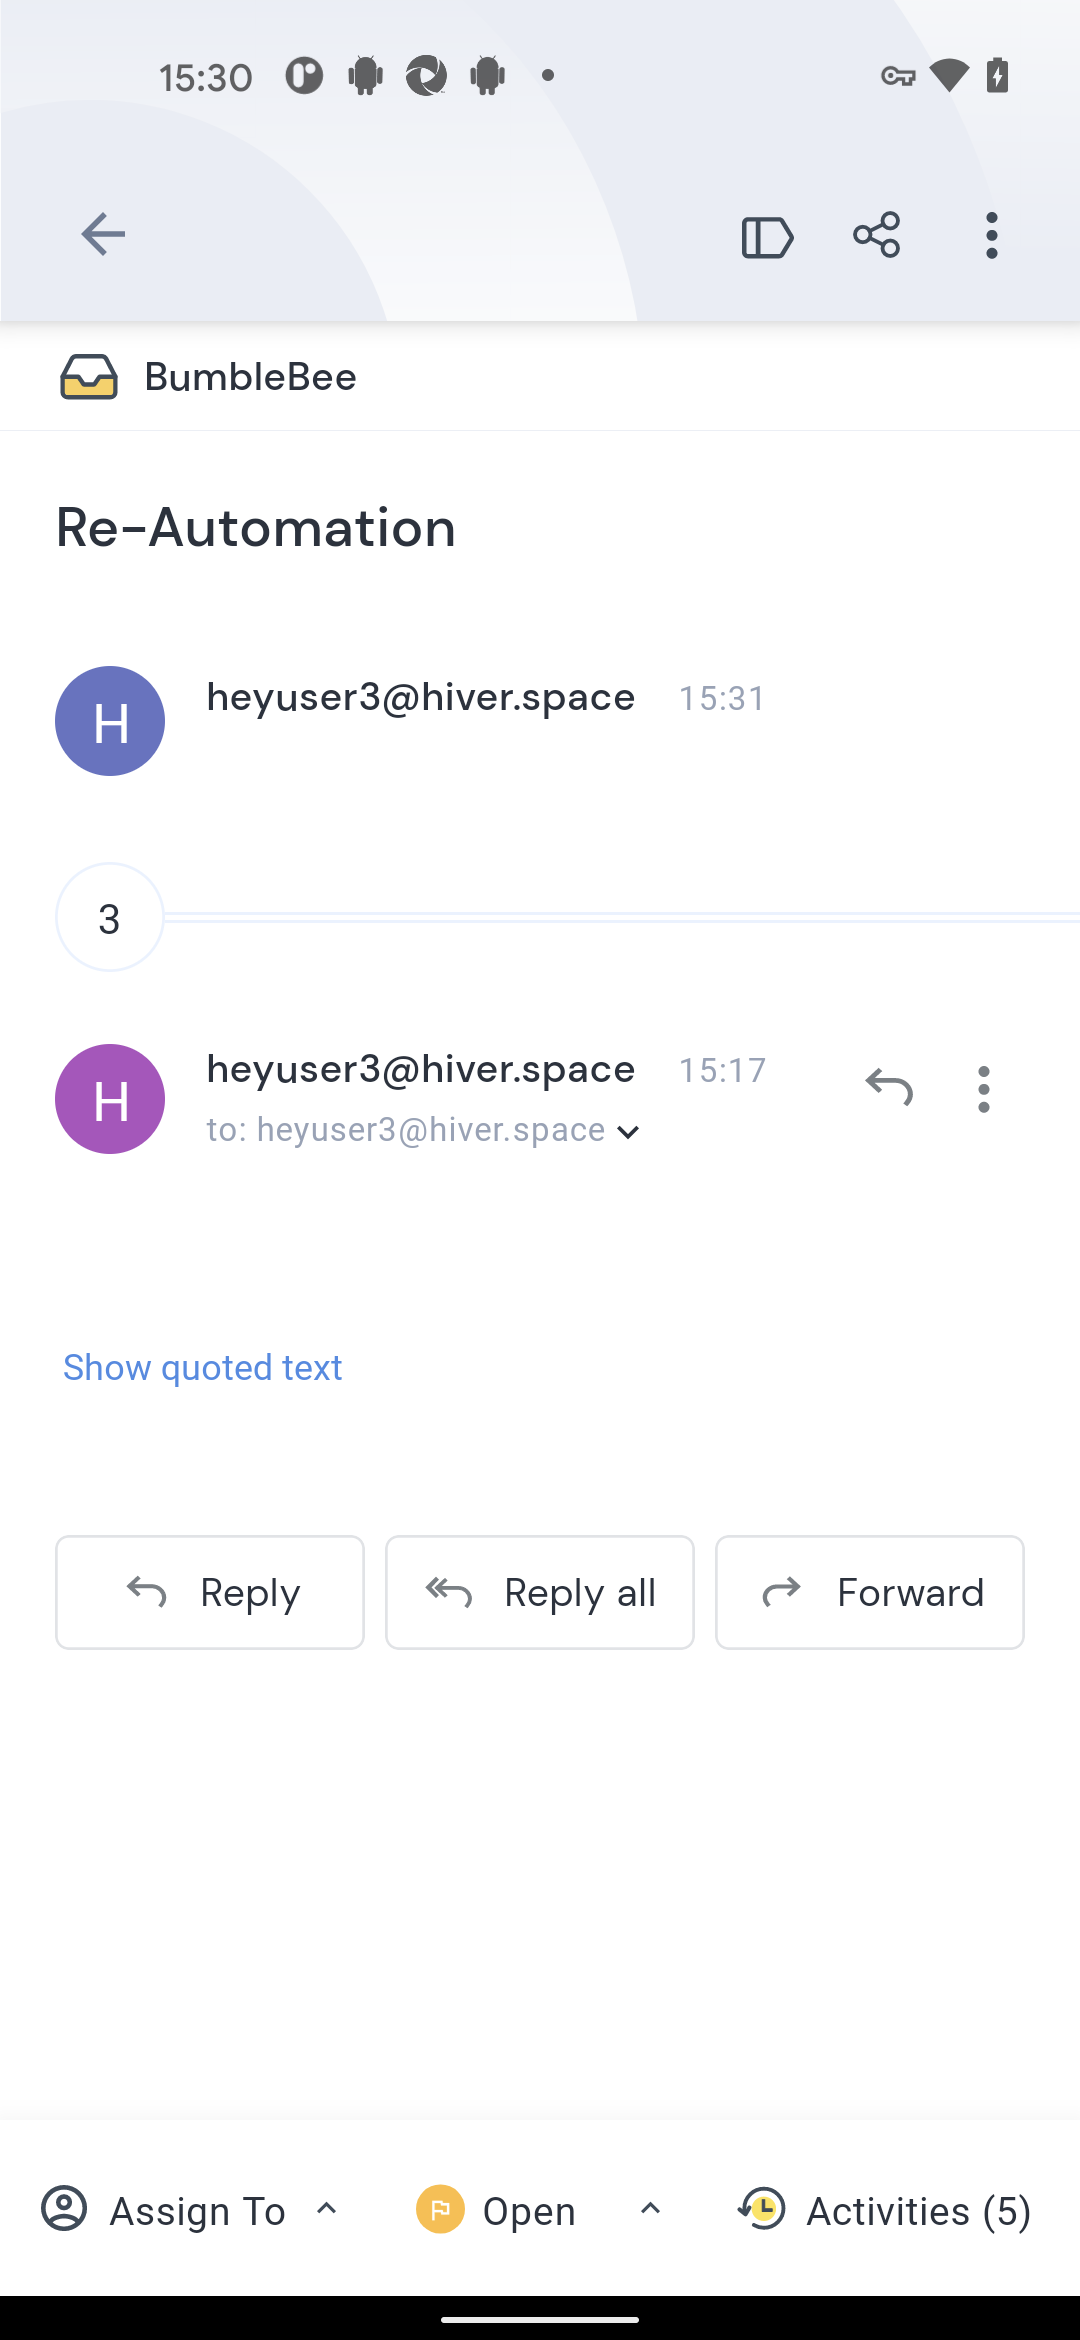 15:30
BumbleBee
Re-Automation
H
heyuser3@hiver.space 15:31
3
H
heyuser3@hiver.space 15:17
to: heyuser3@hiver.space
Show quoted text
Reply
Reply all
Forward
Assign To
Open
Activities (5)